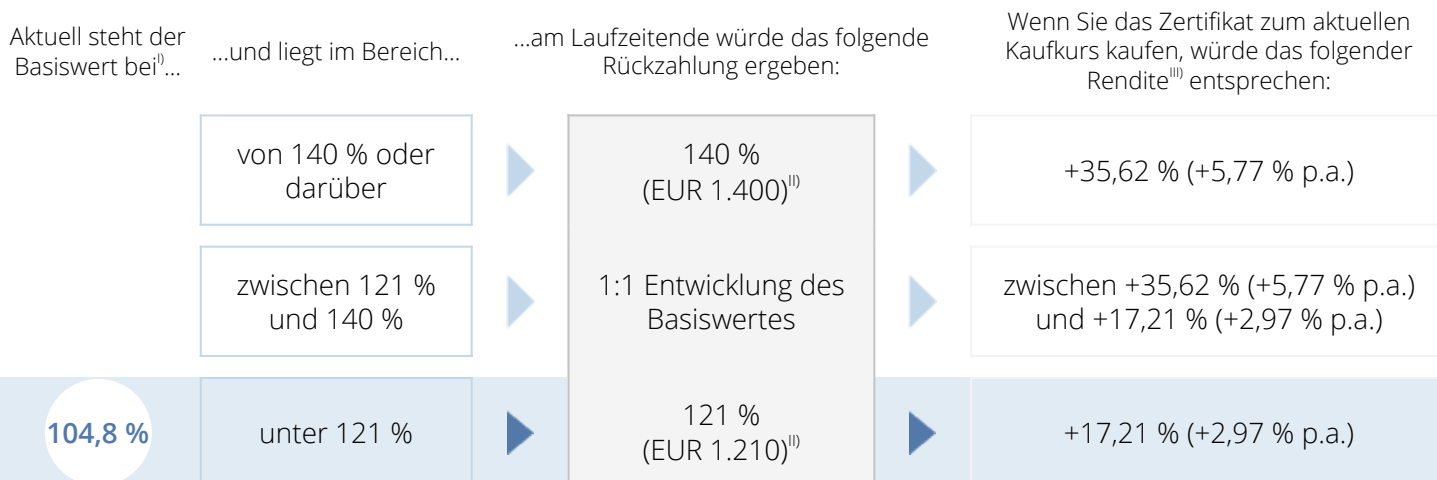 Aktuell steht der
Basiswert bei I)...
...und liegt im Bereich...
...am Laufzeitende würde das folgende
Rückzahlung ergeben:
Wenn Sie das Zertifikat zum aktuellen
Kaufkurs kaufen, würde das folgender
Rendite III) entsprechen:
von 140 % oder
darüber
140 %
(EUR 1.400) II)
+35,62 % (+5,77 % p.a.)
zwischen 121 %
und 140 %
1:1 Entwicklung des
Basiswertes
zwischen +35,62 % (+5,77 % p.a.)
und +17,21 % (+2,97 % p.a.)
104,8 %
unter 121 %
121 %
(EUR 1.210) II)
+17,21 % (+2,97 % p.a.)